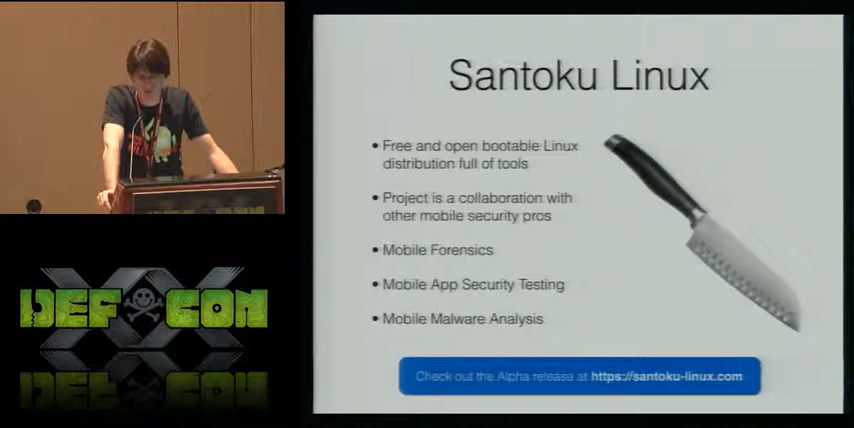 Santoku Linux
• Free and open bootable Linux
distribution full of tools
• Project is a collaboration with
other mobile security pros
• Mobile Forensics
• Mobile App Security Testing
• Mobile Malware Analysis
Check out the Alpha release at https://santoku-linux.com
XX
DEF CON